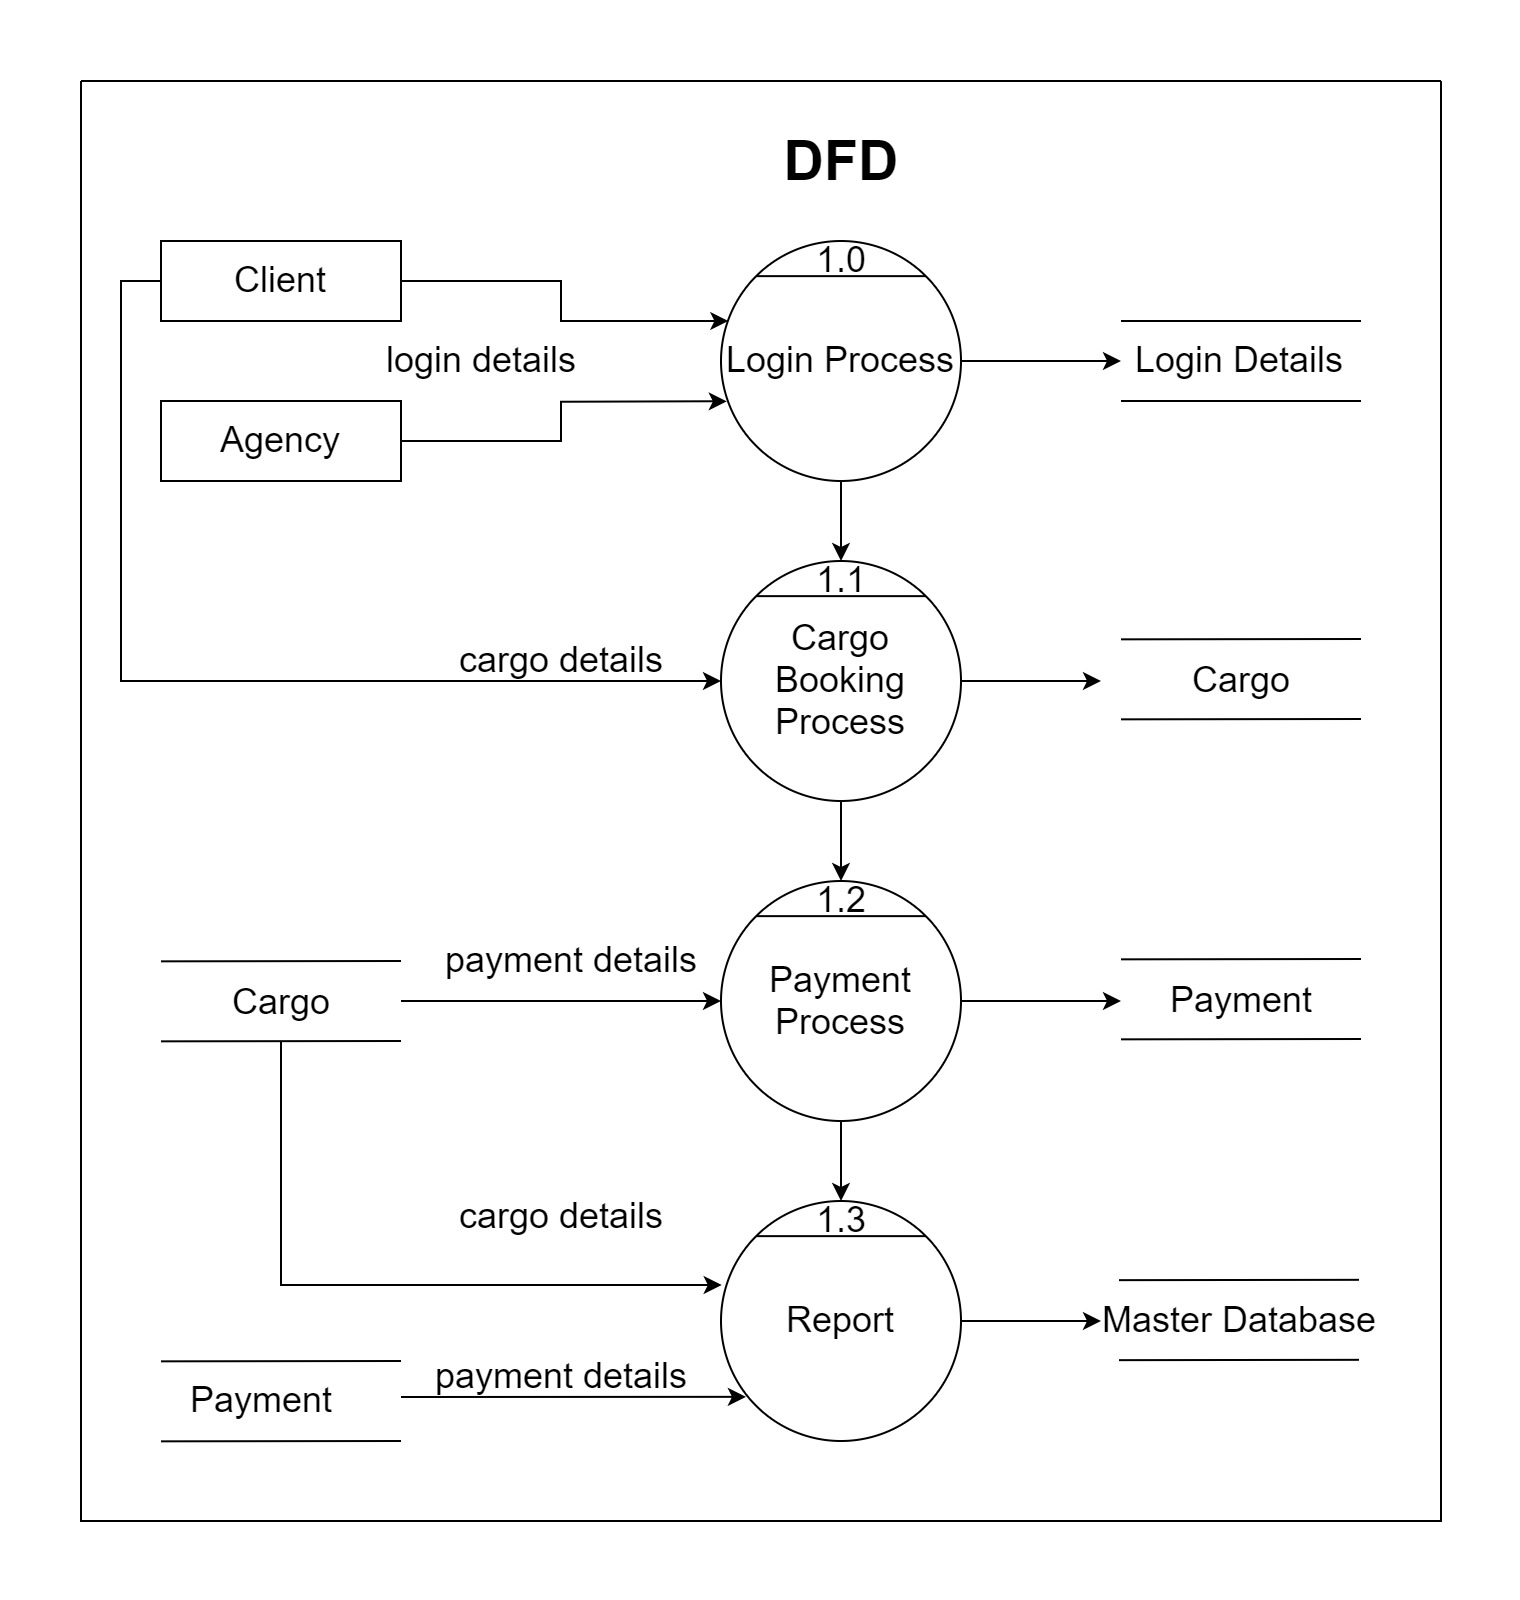 DFD
Client
1.0
login details
Login Process
Login Details
Agency
1.1
cargo details
Cargo
Booking
Process
Cargo
1.2
payment details
Cargo
Payment
Process
Payment
cargo details
1.3
Report
Master Database
payment details
Payment